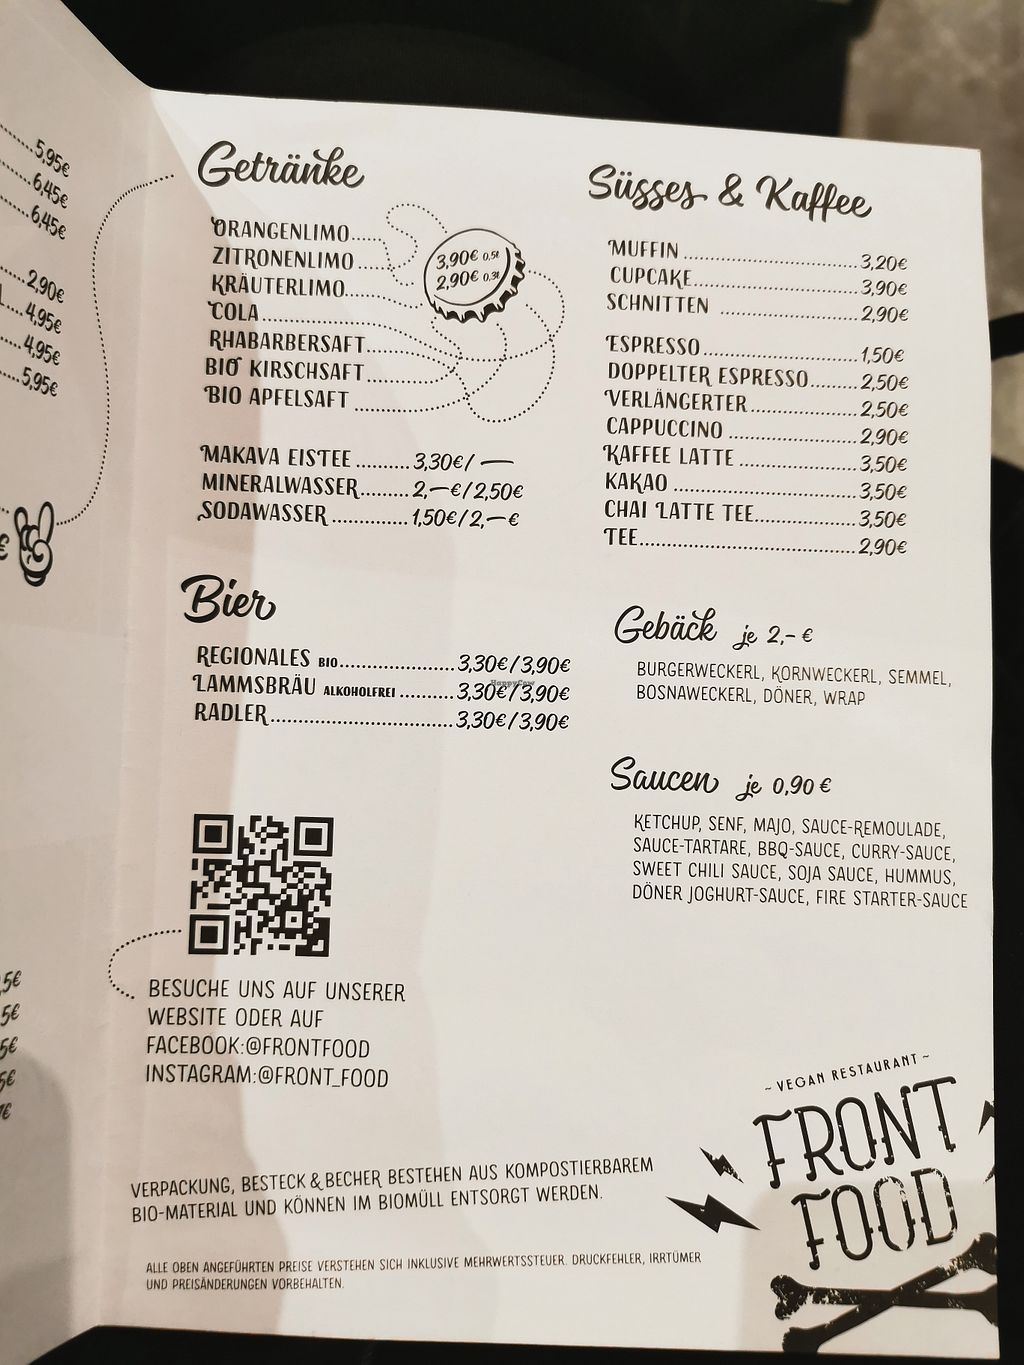 5,95€
6,45€
6,45€
2,90€
4,95€
4,95€
5,95€
€
Getränke
ORANGENLIMO
ZITRONENLIMO
KRÄUTERLIMO
COLA
RHABARBERSAFT
BIO KIRSCHSAFT
BIO APFELSAFT
3,90€ 0,5l
2,90€ 0,3l
MAKAVA EISTEE ..........3,30€/ —
MINERALWASSER.........2,—€/2,50€
SODAWASSER ..............1,50€/2,—€
Bier
REGIONALES BIO.....................3,30€/3,90€
LAMMSBRÄU ALKOHOLFREI ..........3,30€/3,90€
RADLER..................................3,30€/3,90€
HappyCow
BESUCHE UNS AUF UNSERER
WEBSITE ODER AUF
FACEBOOK:@FRONTFOOD
INSTAGRAM:@FRONT_FOOD
Süsses & Kaffee
MUFFIN ................................3,20€
CUPCAKE..............................3,90€
SCHNITTEN ..........................2,90€
ESPRESSO............................1,50€
DOPPELTER ESPRESSO........2,50€
VERLÄNGERTER...................2,50€
CAPPUCCINO .......................2,90€
KAFFEE LATTE .....................3,50€
KAKAO .................................3,50€
CHAI LATTE TEE...................3,50€
TEE.......................................2,90€
Gebäck je 2,- €
BURGERWECKERL, KORNWECKERL, SEMMEL,
BOSNAWECKERL, DÖNER, WRAP
Saucen je 0,90 €
KETCHUP, SENF, MAJO, SAUCE-REMOULADE,
SAUCE-TARTARE, BBQ-SAUCE, CURRY-SAUCE,
SWEET CHILI SAUCE, SOJA SAUCE, HUMMUS,
DÖNER JOGHURT-SAUCE, FIRE STARTER-SAUCE
VERPACKUNG, BESTECK & BECHER BESTEHEN AUS KOMPOSTIERBAREM
BIO-MATERIAL UND KÖNNEN IM BIOMÜLL ENTSORGT WERDEN.
ALLE OBEN ANGEFÜHRTEN PREISE VERSTEHEN SICH INKLUSIVE MEHRWERTSSTEUER. DRUCKFEHLER, IRRTÜMER
UND PREISÄNDERUNGEN VORBEHALTEN.
~ VEGAN RESTAURANT ~
FRONT
FOOD